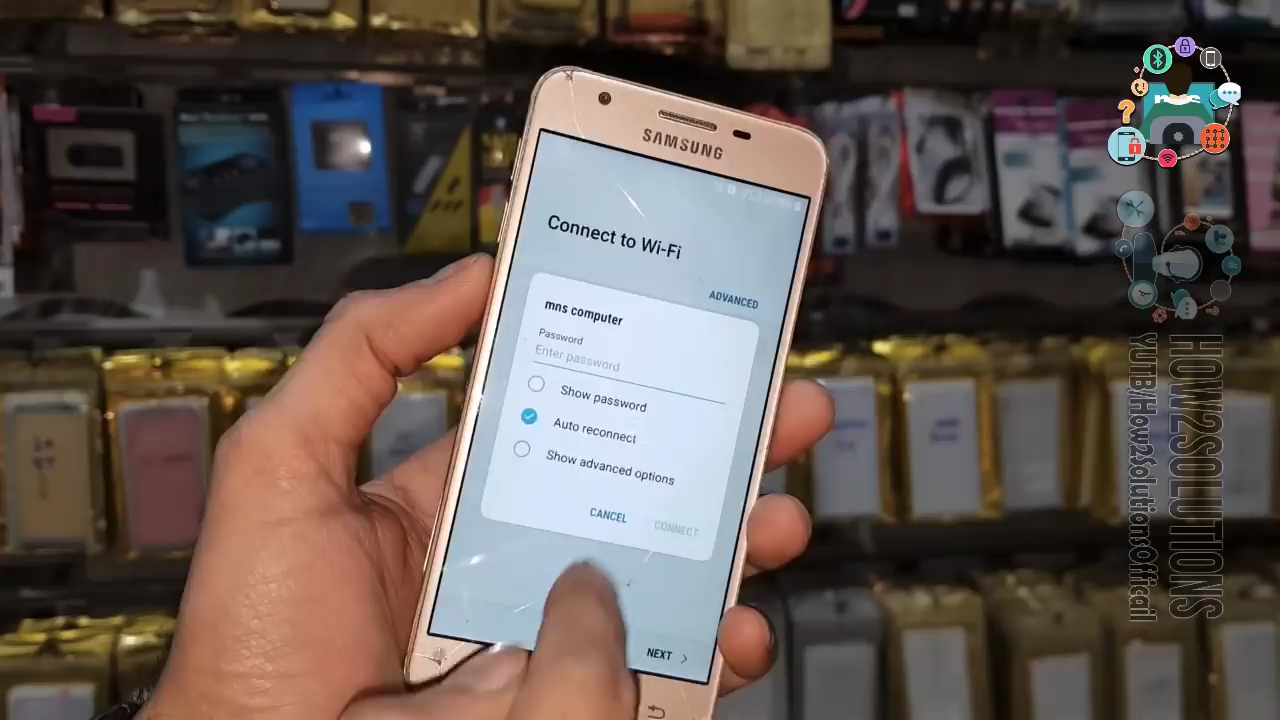 SAMSUNG
Connect to Wi-Fi
ADVANCED
mns computer
Password
Enter password
Show password
Auto reconnect
Show advanced options
CANCEL
CONNECT
NEXT
HOW2SOLUTIONS
YUTB/How2SolutionsOfficail